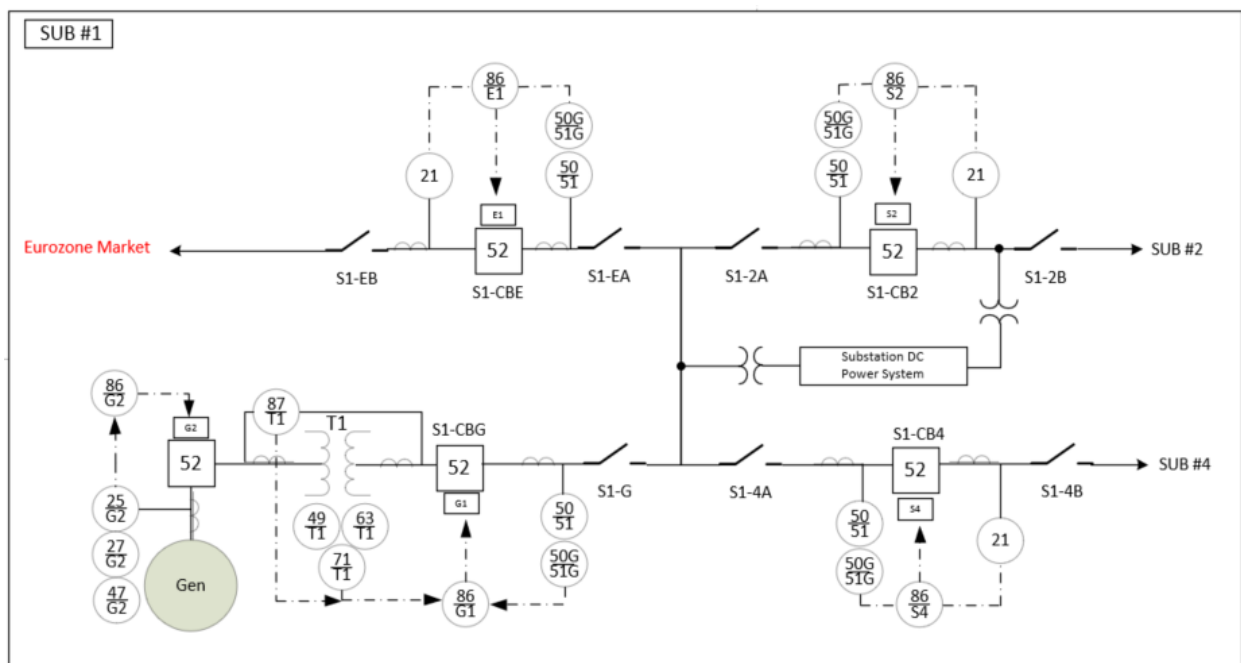 SUB #1
86
E1
86
S2
50G
51G
50G
51G
21
50
51
50
51
21
E1
S2
Eurozone Market
52
52
SUB #2
S1-EB
S1-EA
S1-2A
S1-2B
S1-CBE
S1-CB2
Substation DC
Power System
86
G2
87
T1
T1
S1-CBG
S1-CB4
G2
52
52
52
SUB #4
G1
S1-G
S1-4A
S4
S1-4B
25
G2
49
T1
63
T1
50
51
50
51
21
27
G2
71
T1
50G
51G
50G
51G
Gen
47
G2
86
G1
86
S4